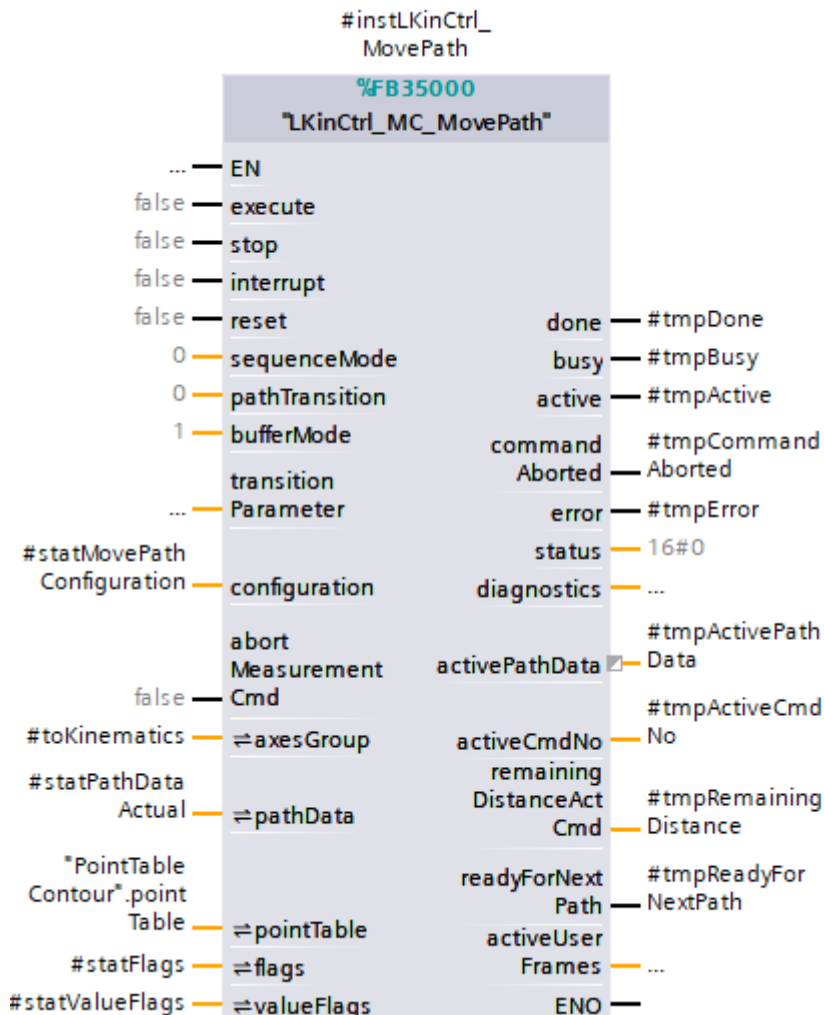 #instLKinCtrl_
MovePath
%FB35000
"LKinCtrl_MC_MovePath"
... EN
false execute
false stop
false interrupt
false reset
0 sequenceMode
0 pathTransition
1 bufferMode
transition
... Parameter
#statMovePath
Configuration configuration
abort
Measurement
false Cmd
#toKinematics ⇌axesGroup
#statPathData
Actual ⇌pathData
"PointTable
Contour".point
Table ⇌pointTable
#statFlags ⇌flags
#statValueFlags ⇌valueFlags
done #tmpDone
busy #tmpBusy
active #tmpActive
command #tmpCommand
Aborted Aborted
error #tmpError
status 16#0
diagnostics ...
#tmpActivePath
activePathData Data
#tmpActiveCmd
activeCmdNo No
remaining
DistanceAct #tmpRemaining
Cmd Distance
readyForNext #tmpReadyFor
Path NextPath
activeUser
Frames ...
ENO